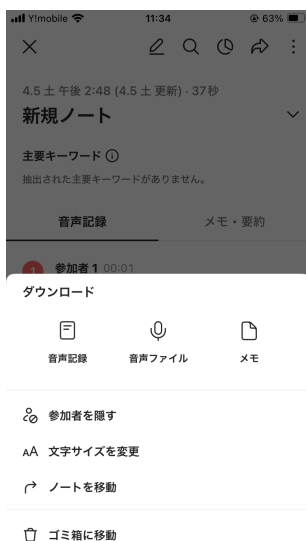 Y!mobile 11:34 63%
4.5 土 午後 2:48 (4.5 土 更新) · 37秒
新規ノート
主要キーワード
抽出された主要キーワードがありません。
音声記録 メモ・要約
1 参加者 1 00:01
ダウンロード
音声記録 音声ファイル メモ
参加者を隠す
AA 文字サイズを変更
ノートを移動
ゴミ箱に移動